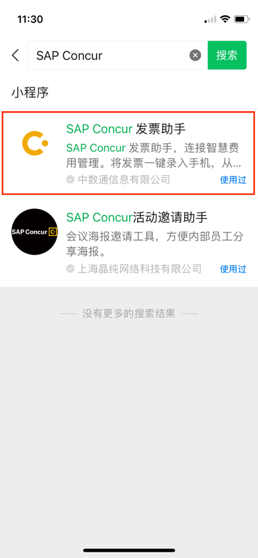 11:30
SAP Concur
搜索
小程序
SAP Concur 发票助手
SAP Concur 发票助手，连接智慧费
用管理。将发票一键录入手机，从...
中数通信息有限公司
使用过
SAP Concur活动邀请助手
SAP Concur C
会议海报邀请工具，方便内部员工分
享海报。
上海晶纯网络科技有限公司
使用过
没有更多的搜索结果